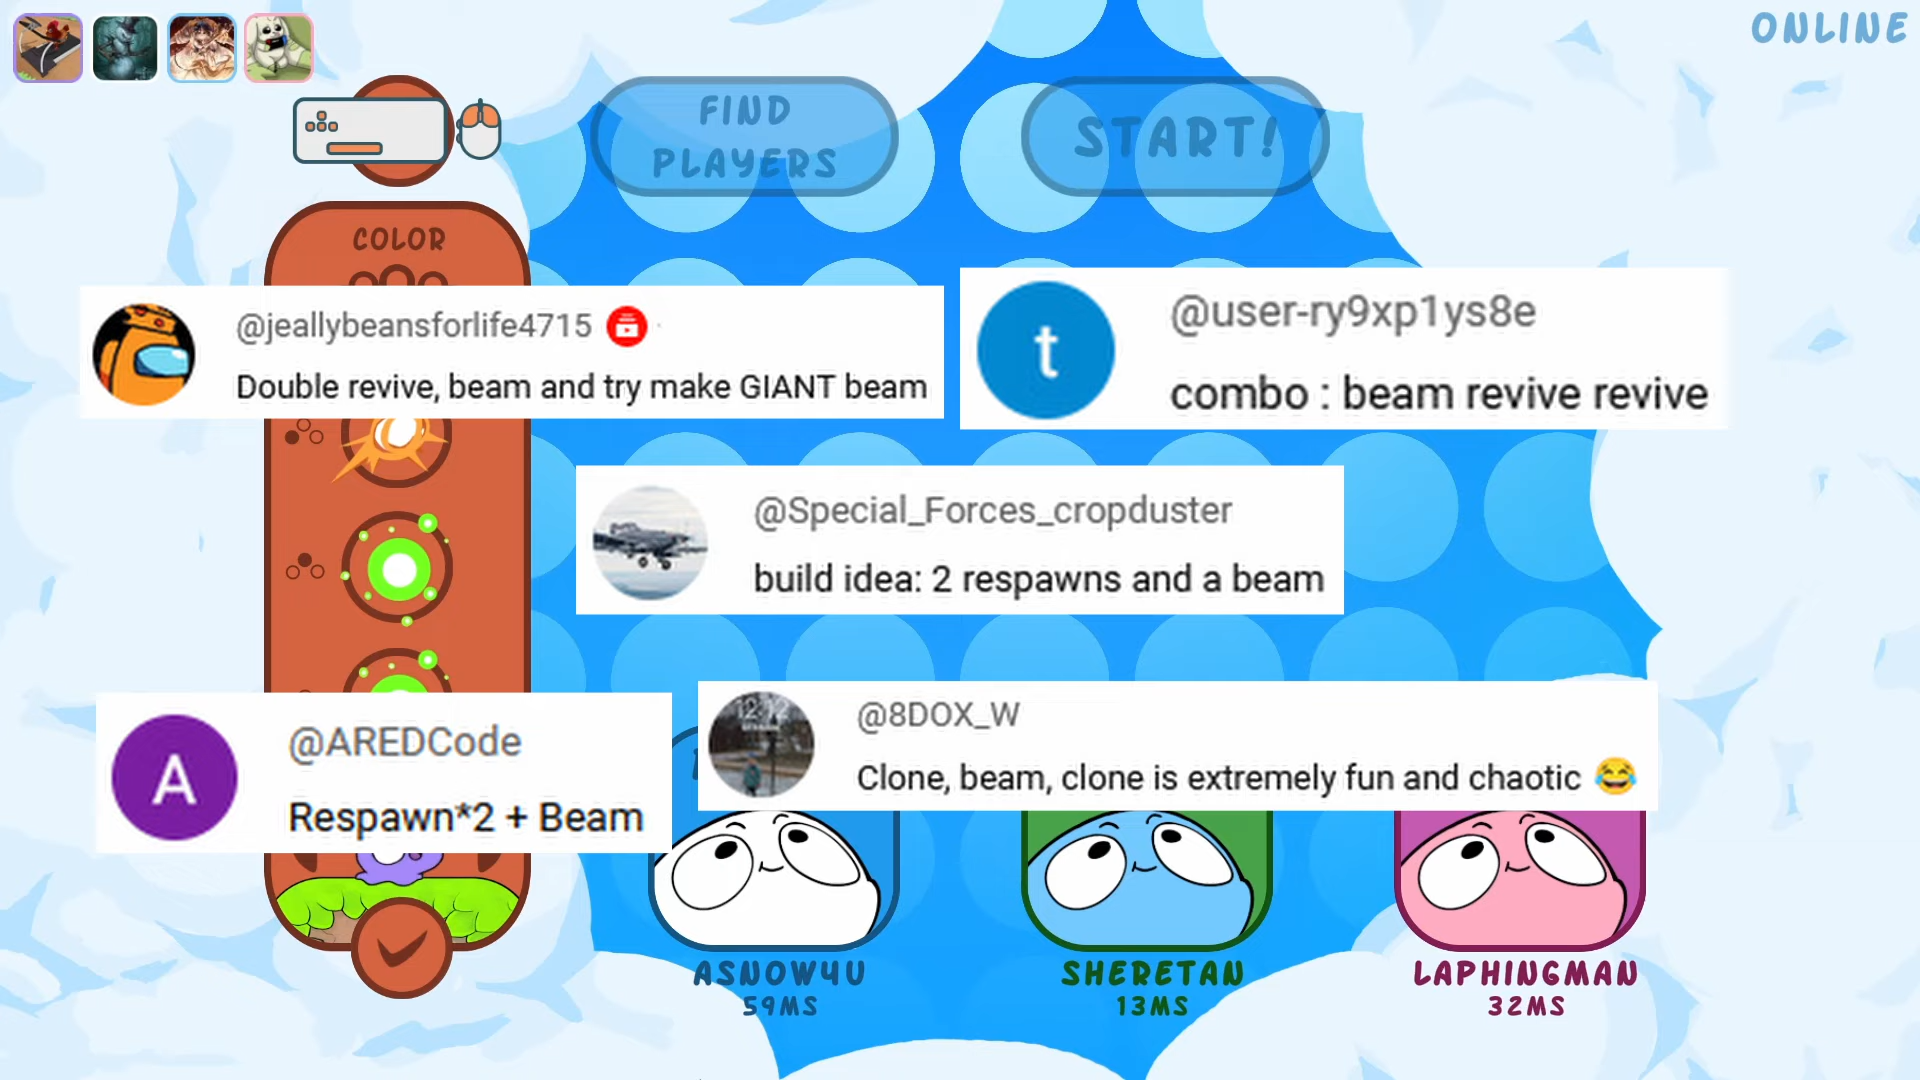 ONLINE
FIND
PLAYERS
START!
COLOR
@jeallybeansforlife4715
Double revive, beam and try make GIANT beam
t
@user-ry9xp1ys8e
combo : beam revive revive
@Special_Forces_cropduster
build idea: 2 respawns and a beam
A
@AREDCode
Respawn*2 + Beam
12:12
@8DOX_W
Clone, beam, clone is extremely fun and chaotic 😂
ASNOW4U
59MS
SHERETAN
13MS
LAPHINGMAN
32MS